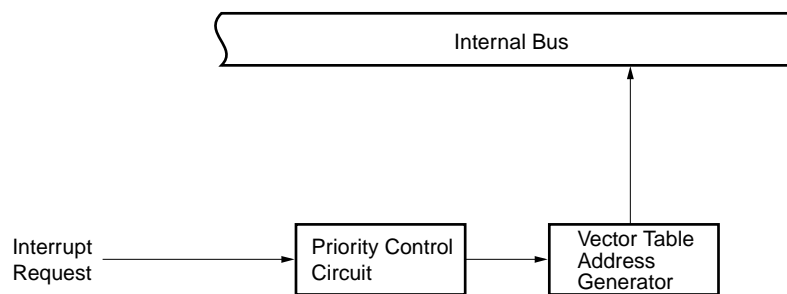 Internal Bus
Interrupt
Request
Priority Control
Circuit
Vector Table
Address
Generator